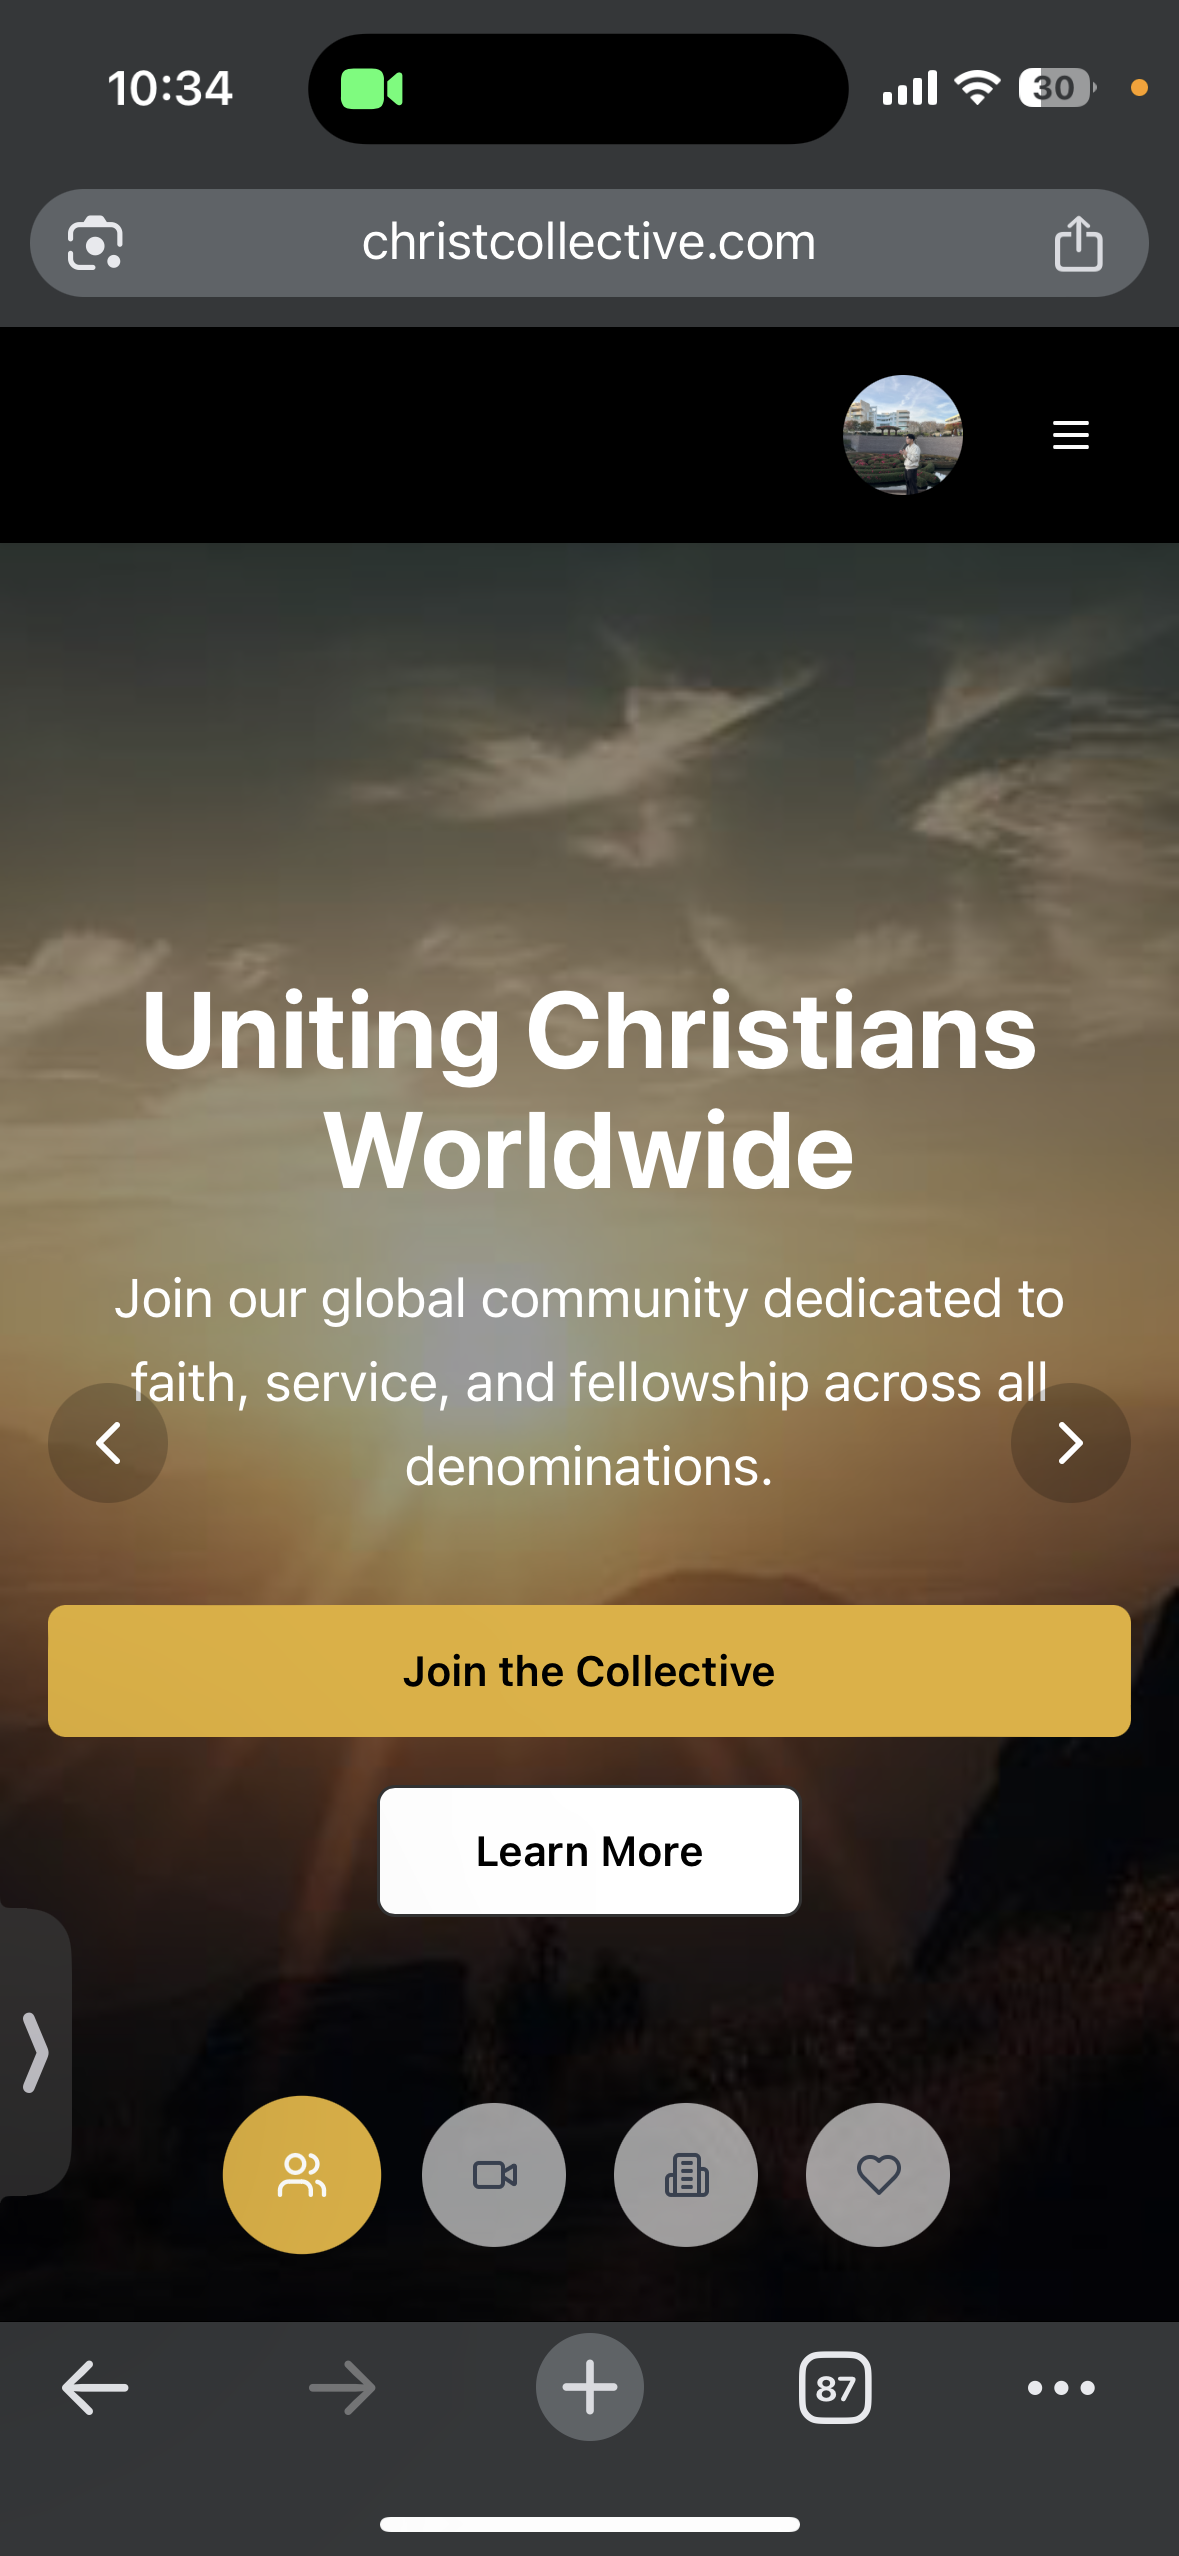 10:34
30
christcollective.com
Uniting Christians
Worldwide
Join our global community dedicated to
faith, service, and fellowship across all
denominations.
Join the Collective
Learn More
87